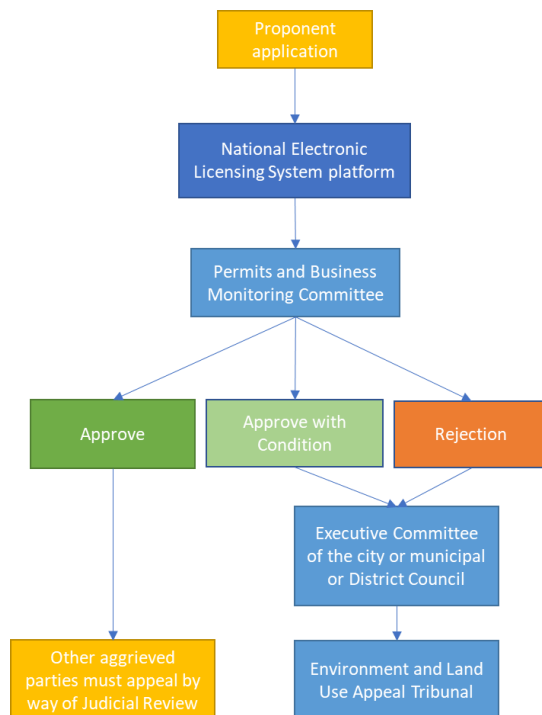 Proponent
application
National Electronic
Licensing System platform
Permits and Business
Monitoring Committee
Approve
Approve with
Condition
Rejection
Executive Committee
of the city or municipal
or District Council
Other aggrieved
parties must appeal by
way of Judicial Review
Environment and Land
Use Appeal Tribunal